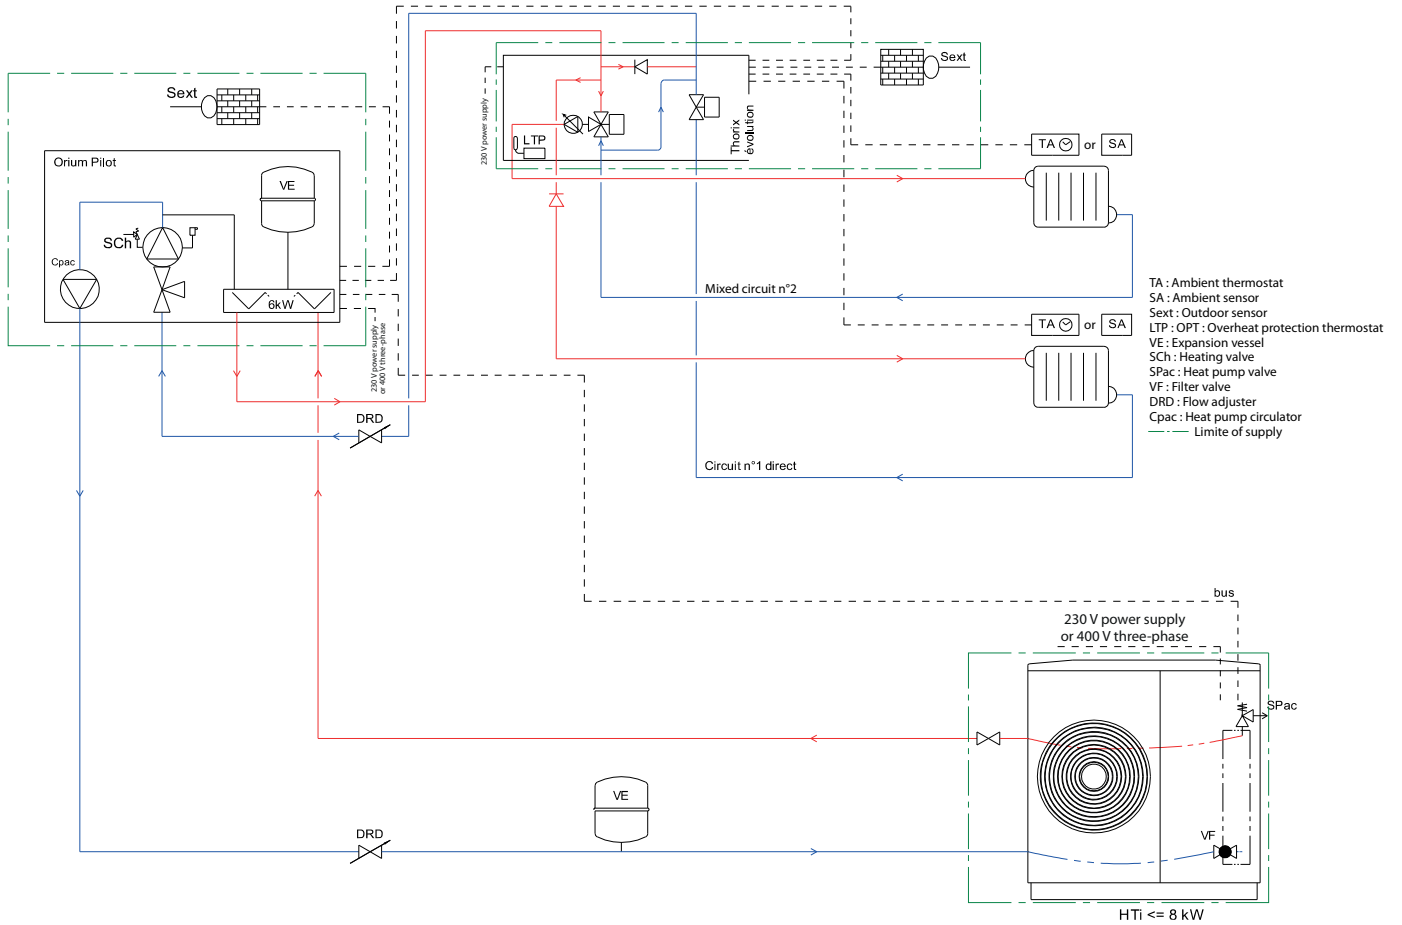 Sext
Orium Pilot
VE
SCh
Cpac
6kW
230 V power supply
or 400 V three-phase
DRD
230 V power supply
LTP
Thorix
évolution
Sext
TA or SA
Mixed circuit n°2
TA or SA
Circuit n°1 direct
TA : Ambient thermostat
SA : Ambient sensor
Sext : Outdoor sensor
LTP : OPT : Overheat protection thermostat
VE : Expansion vessel
SCh : Heating valve
SPac : Heat pump valve
VF : Filter valve
DRD : Flow adjuster
Cpac : Heat pump circulator
Limite of supply
bus
230 V power supply
or 400 V three-phase
SPac
VE
DRD
VF
HTi <= 8 kW